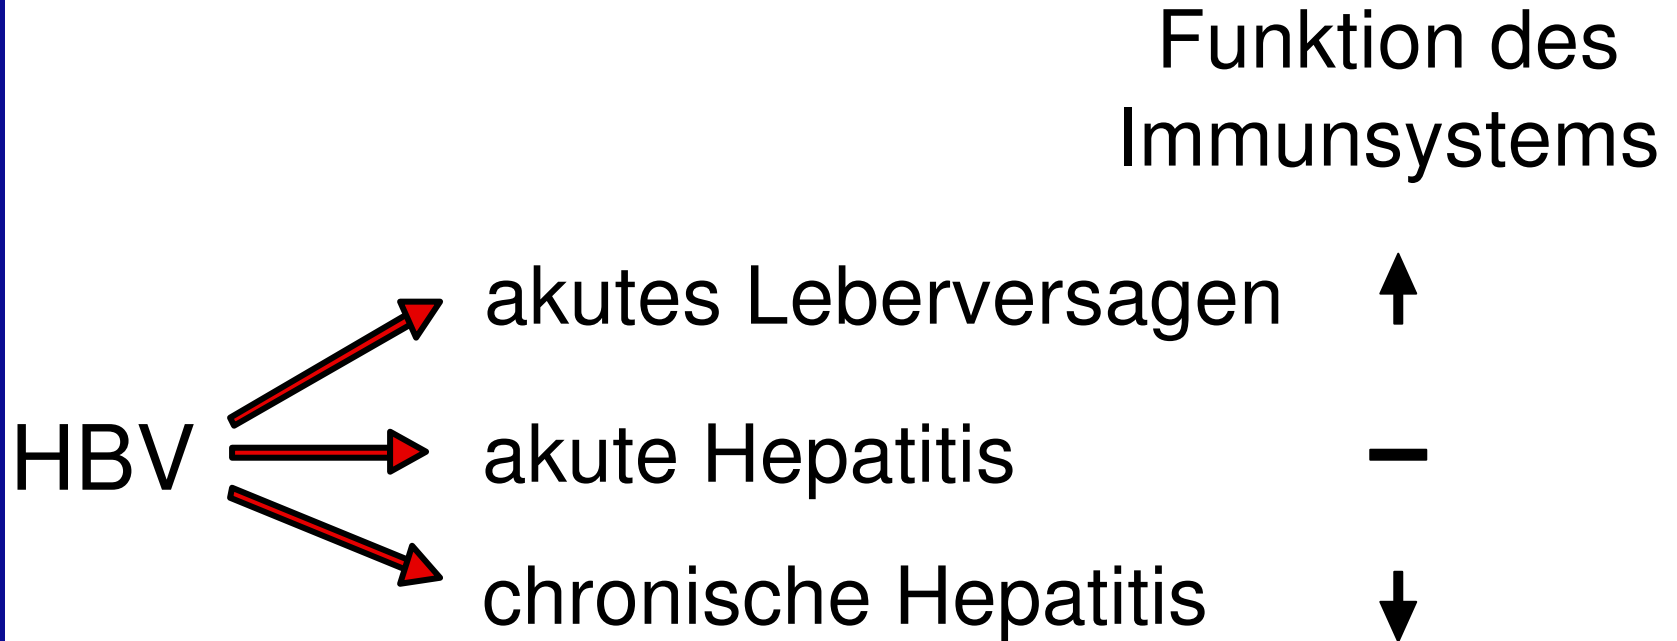 Funktion des
Immunsystems
akutes Leberversagen
HBV akute Hepatitis
chronische Hepatitis